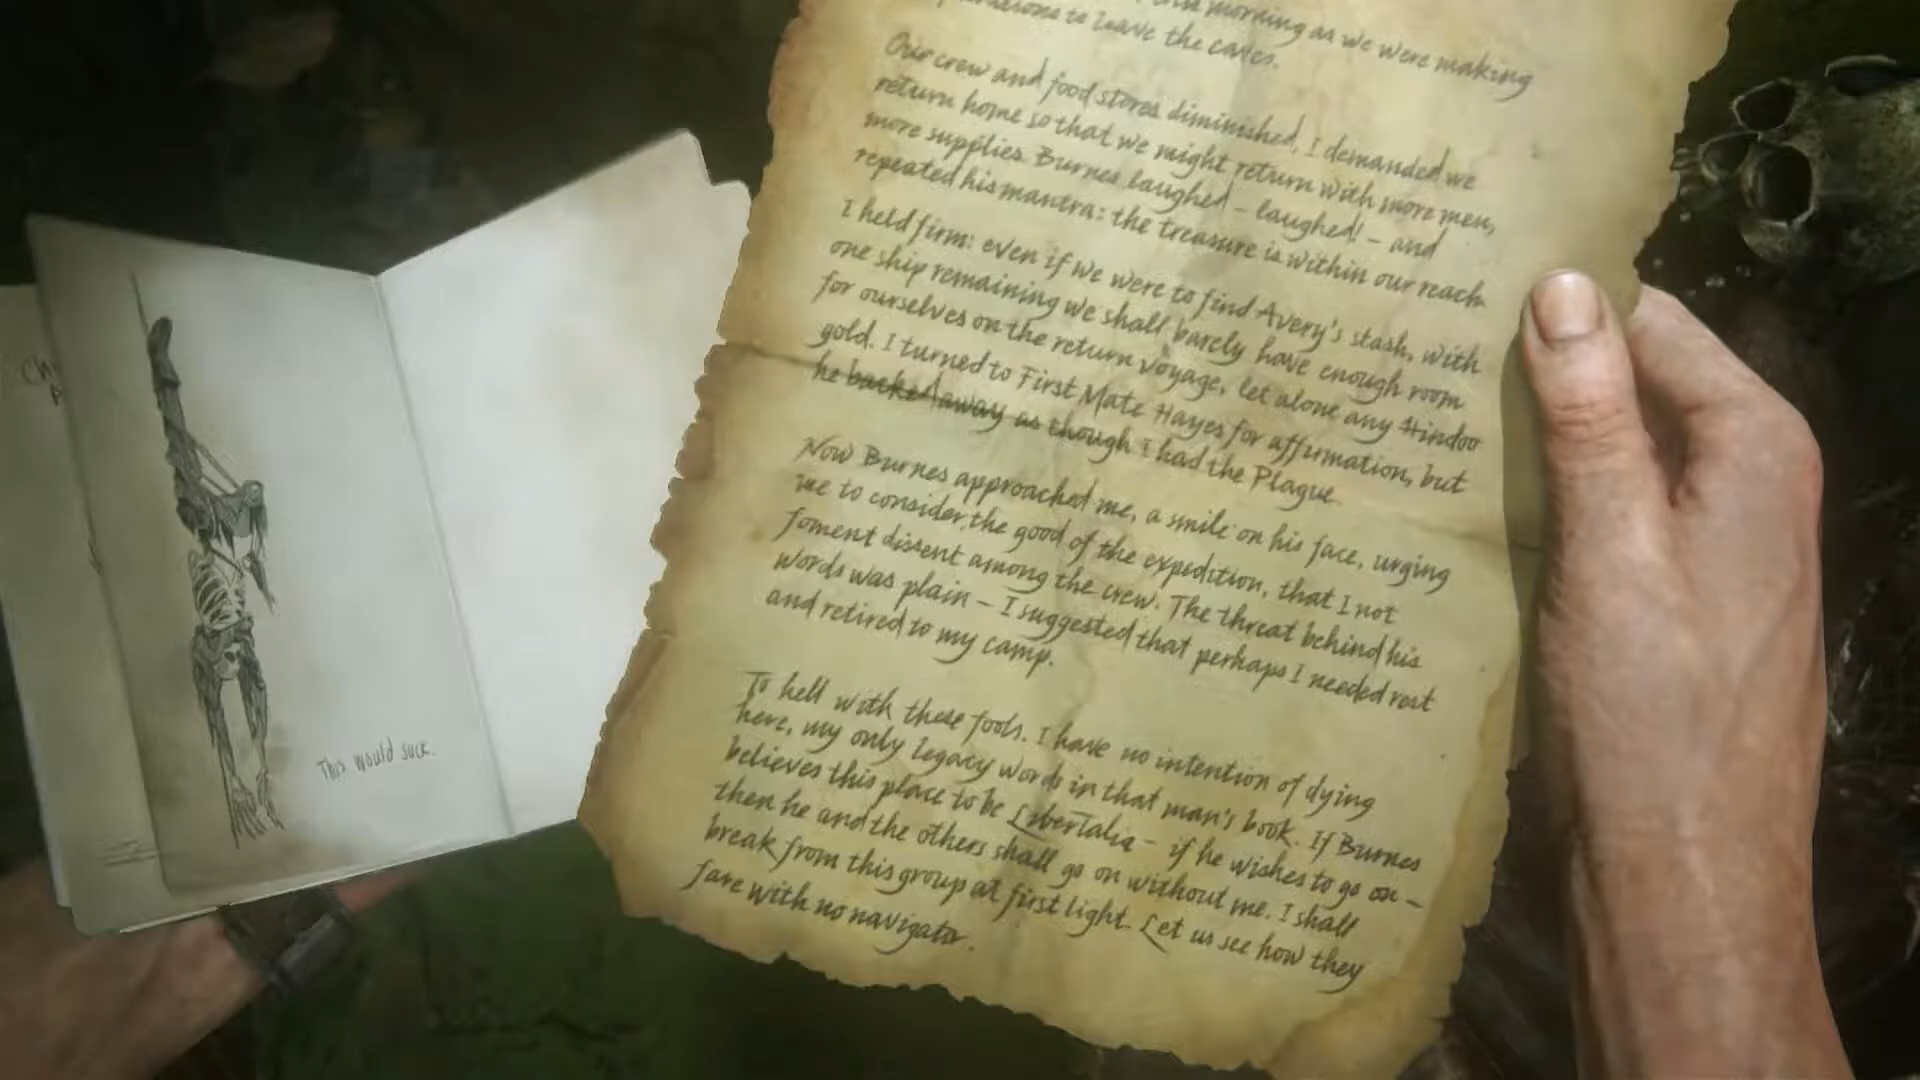 morning as we were making
to leave the caves.
Our crew and food stores diminished, I demanded we
return home so that we might return with more men,
more supplies. Burnes laughed - laughed! - and
repeated his mantra: the treasure is within our reach.
I held firm: even if we were to find Avery's stash, with
one ship remaining we shall barely have enough room
for ourselves on the return voyage, let alone any Hindoo
gold. I turned to First Mate Hayes for affirmation, but
he backed away as though I had the Plague.
Now Burnes approached me, a smile on his face, urging
me to consider the good of the expedition, that I not
foment dissent among the crew. The threat behind his
words was plain - I suggested that perhaps I needed rest
and retired to my camp.
To hell with these fools. I have no intention of dying
here, my only legacy words in that man's book. If Burnes
believes this place to be Libertalia - if he wishes to go on -
then he and the others shall go on without me. I shall
break from this group at first light. Let us see how they
fare with no navigator.
This would suck.